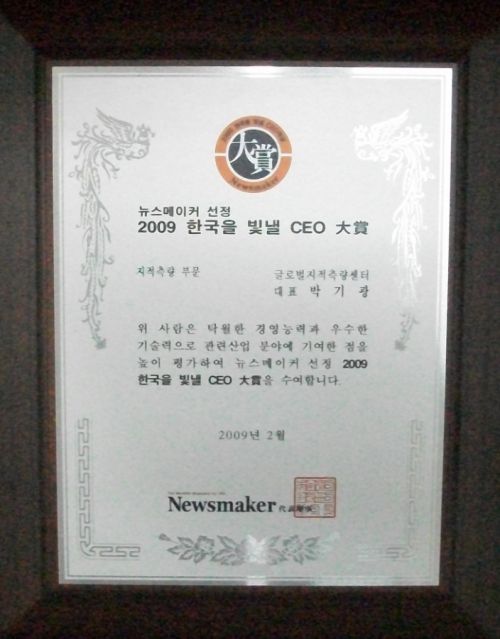 大賞
Newsmaker
뉴스메이커 선정
2009 한국을 빛낼 CEO 大賞
지적측량 부문
글로벌지적측량쎈터
대표 박기광
위 사람은 탁월한 경영능력과 우수한
기술력으로 관련산업 분야에 기여한 점을
높이 평가하여 뉴스메이커 선정 2009
한국을 빛낼 CEO 大賞을 수여합니다.
2009년 2월
Newsmaker 代表